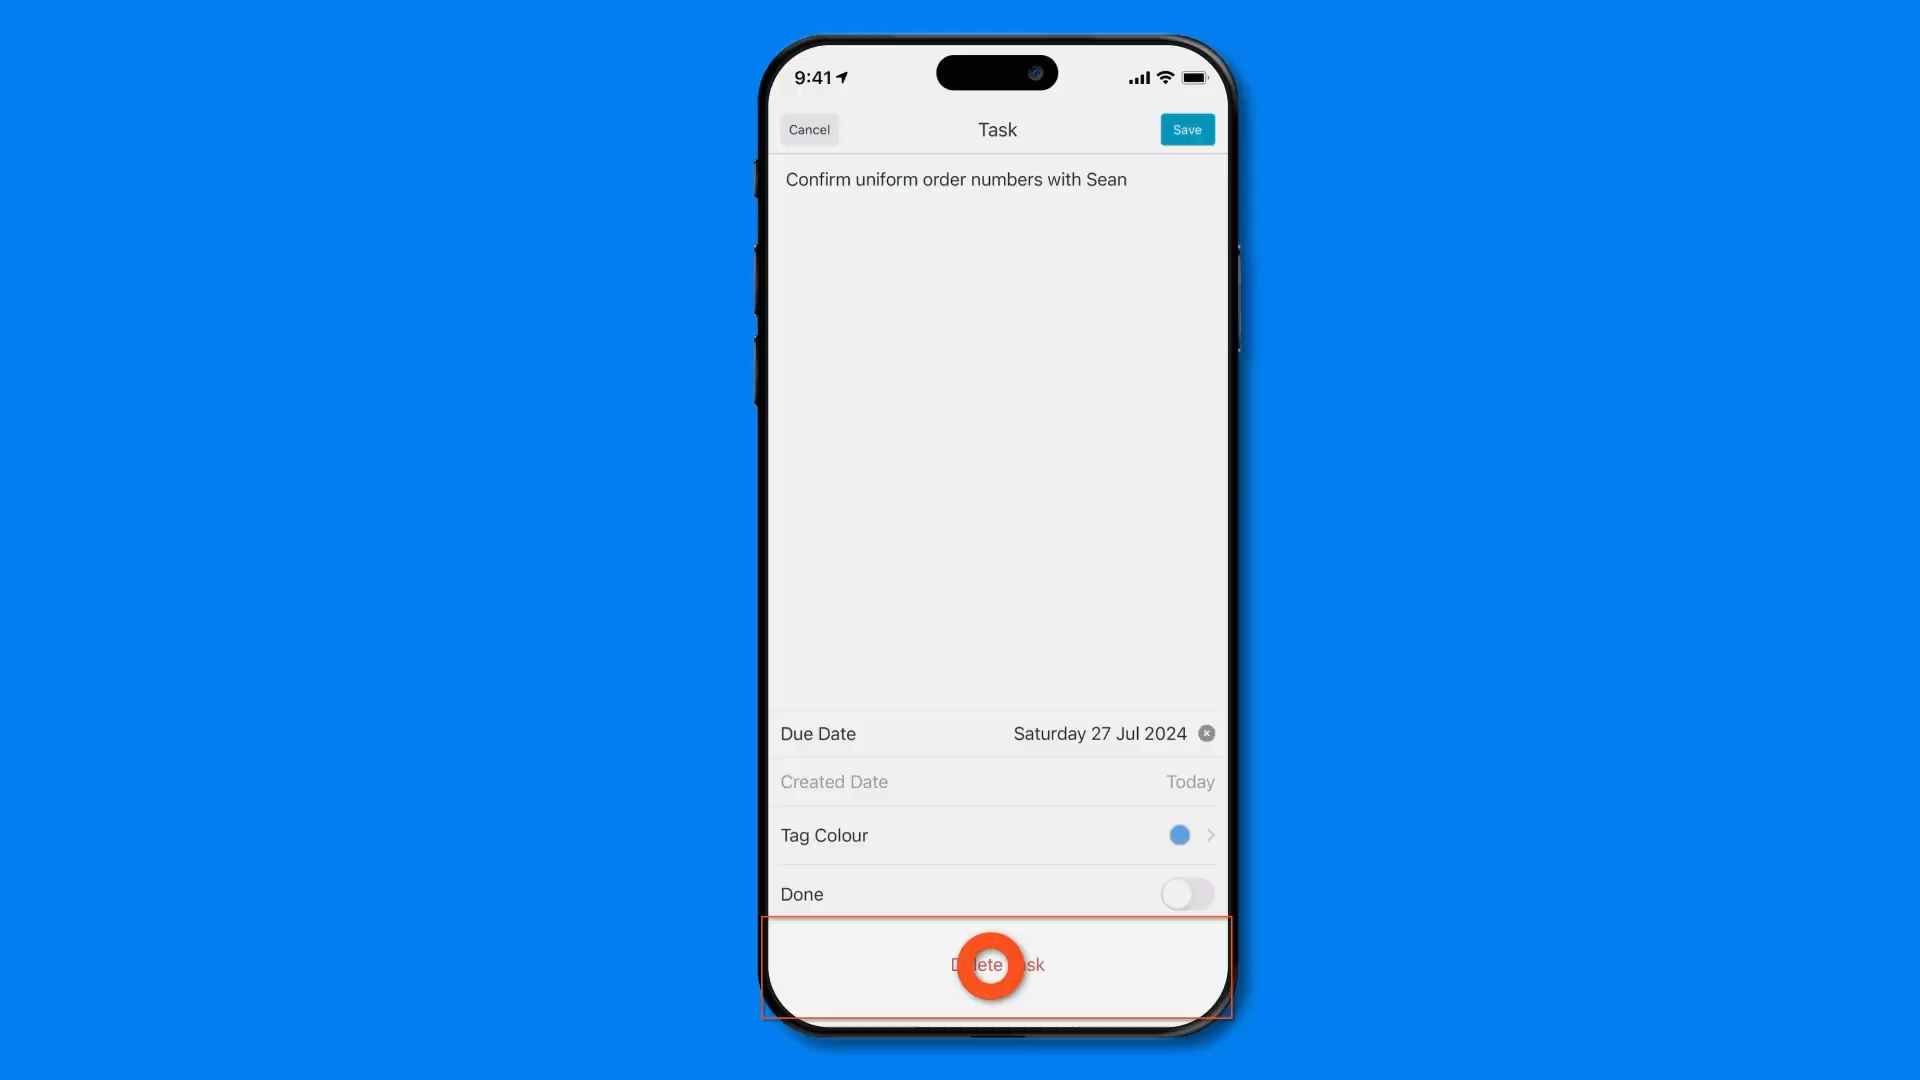 9:41
Cancel
Task
Save
Confirm uniform order numbers with Sean
Due Date
Saturday 27 Jul 2024
Created Date
Today
Tag Colour
Done